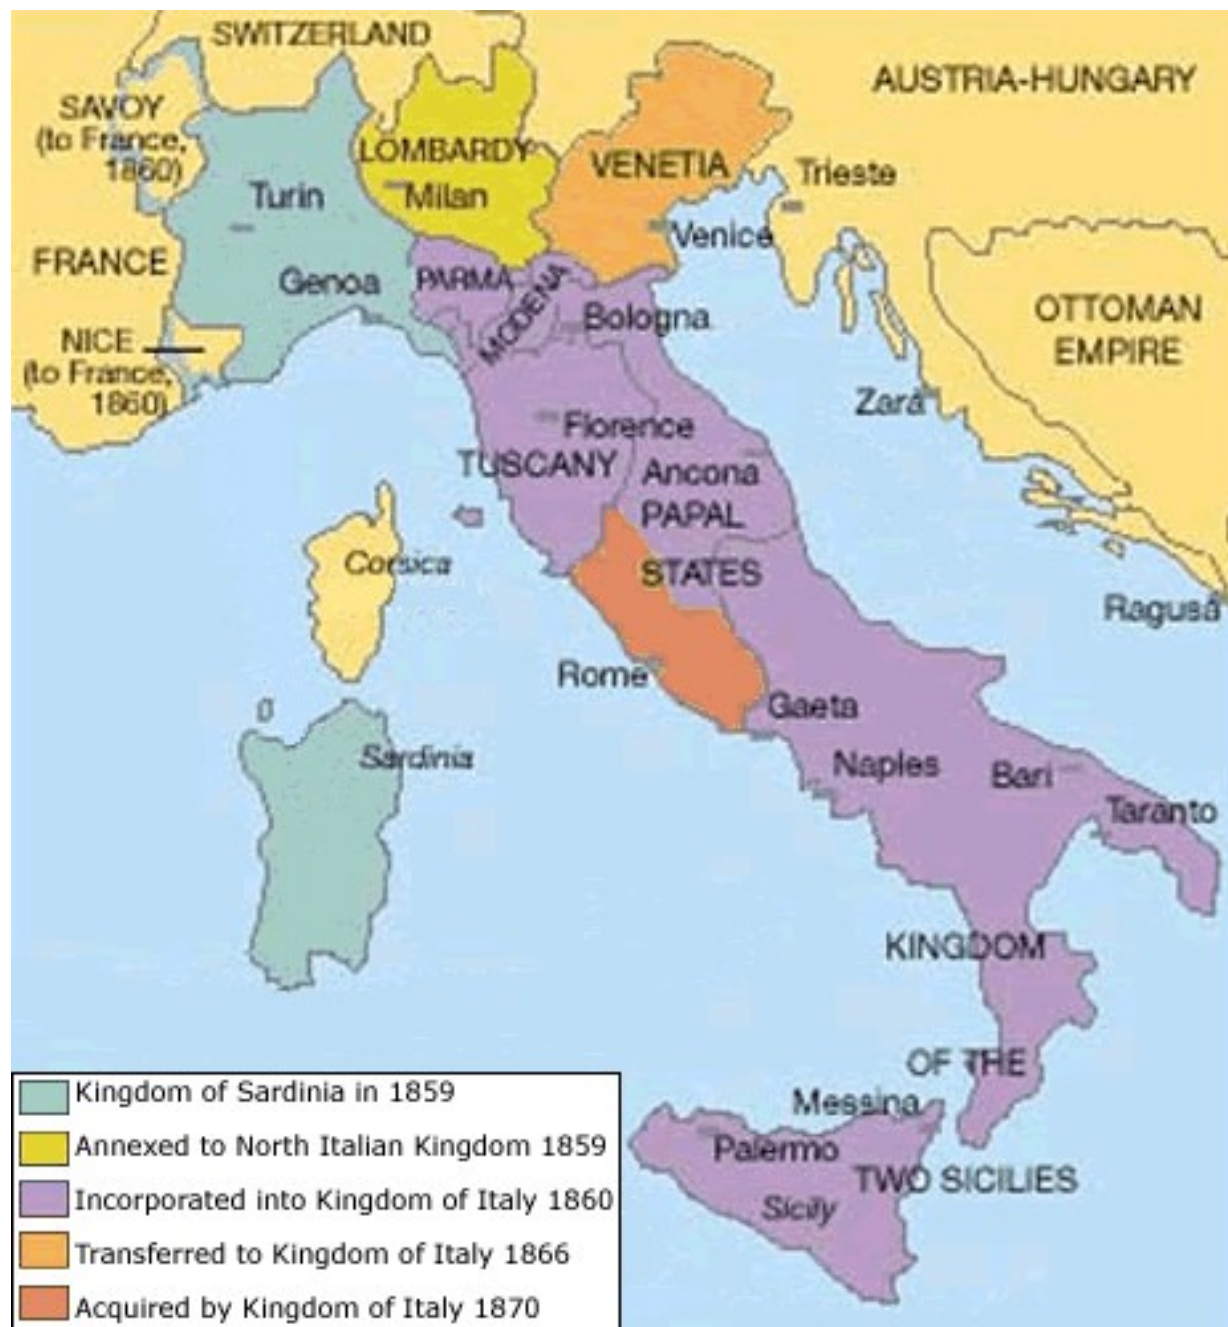 SWITZERLAND
AUSTRIA-HUNGARY
SAVOY
(to France,
1860)
LOMBARDY
VENETIA
Trieste
Turin
Milan
Venice
FRANCE
Genoa
PARMA
MODENA
Bologna
OTTOMAN
EMPIRE
NICE
(to France,
1860)
Zara
Florence
TUSCANY
Ancona
PAPAL
STATES
Corsica
Ragusa
Rome
Gaeta
Sardinia
Naples
Bari
Taranto
KINGDOM
OF THE
Messina
Palermo
TWO SICILIES
Sicily
Kingdom of Sardinia in 1859
Annexed to North Italian Kingdom 1859
Incorporated into Kingdom of Italy 1860
Transferred to Kingdom of Italy 1866
Acquired by Kingdom of Italy 1870